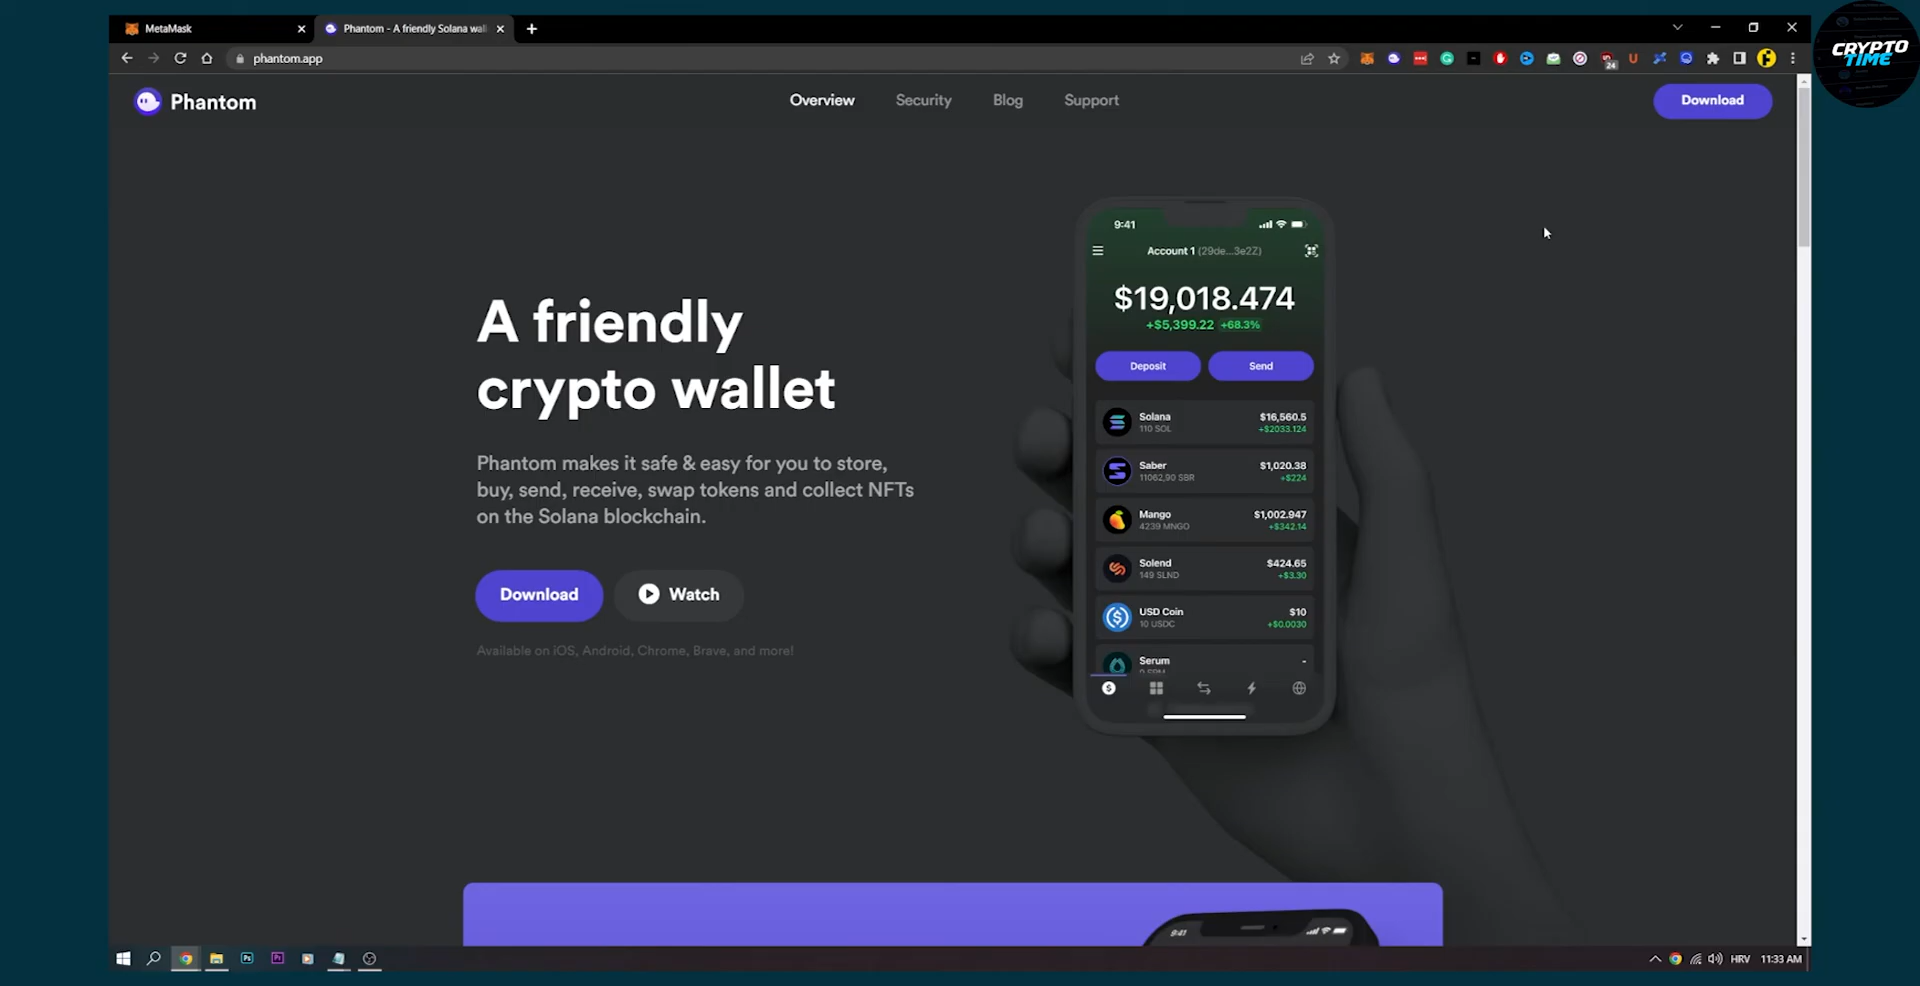 MetaMask
Phantom - A friendly Solana wal
phantom.app
CRYPTO
TIME
24
Phantom
Overview
Security
Blog
Support
Download
A friendly
crypto wallet
Phantom makes it safe & easy for you to store,
buy, send, receive, swap tokens and collect NFTs
on the Solana blockchain.
Download
Watch
Available on iOS, Android, Chrome, Brave, and more!
9:41
Account 1 (29de...3e2Z)
$19,018.474
+$5,399.22 +68.3%
Deposit
Send
Solana
$16,560.5
110 SOL
+$2033.124
Saber
$1,020.38
11062,90 SBR
+$224
Mango
$1,002.947
4239 MNGO
+$342.14
Solend
$424.65
149 SLND
+$3.30
USD Coin
$10
10 USDC
+$0.0030
Serum
-
9:41
Ps
Pr
HRV
11:33 AM